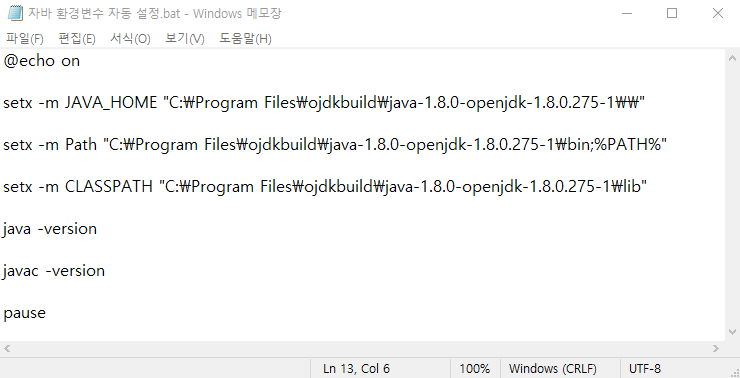 자바 환경변수 자동 설정.bat - Windows 메모장
파일(F) 편집(E) 서식(O) 보기(V) 도움말(H)
@echo on
setx -m JAVA_HOME "C:₩Program Files₩ojdkbuild₩java-1.8.0-openjdk-1.8.0.275-1₩₩"
setx -m Path "C:₩Program Files₩ojdkbuild₩java-1.8.0-openjdk-1.8.0.275-1₩bin;%PATH%"
setx -m CLASSPATH "C:₩Program Files₩ojdkbuild₩java-1.8.0-openjdk-1.8.0.275-1₩lib"
java -version
javac -version
pause
Ln 13, Col 6 100% Windows (CRLF) UTF-8